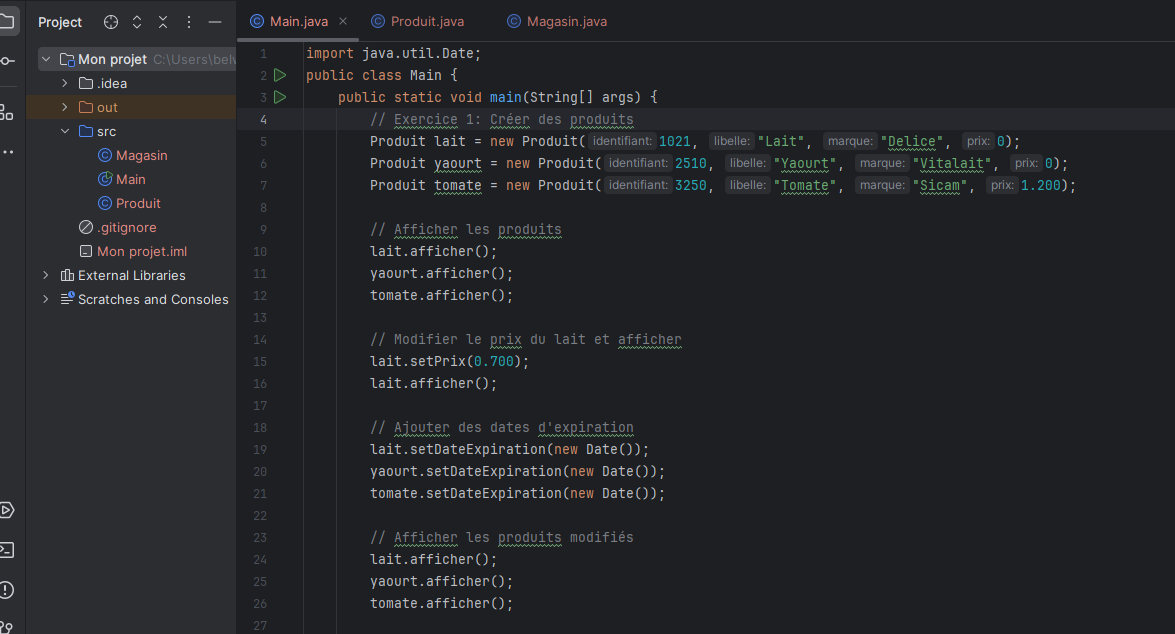 Project
Main.java
Produit.java
Magasin.java
Mon projet C:\Users\belv
.idea
out
src
Magasin
Main
Produit
.gitignore
Mon projet.iml
External Libraries
Scratches and Consoles
1 import java.util.Date;
2 public class Main {
3 public static void main(String[] args) {
4 // Exercice 1: Créer des produits
5 Produit lait = new Produit( identifiant: 1021, libelle: "Lait", marque: "Delice", prix: 0);
6 Produit yaourt = new Produit( identifiant: 2510, libelle: "Yaourt", marque: "Vitalait", prix: 0);
7 Produit tomate = new Produit( identifiant: 3250, libelle: "Tomate", marque: "Sicam", prix: 1.200);
8
9 // Afficher les produits
10 lait.afficher();
11 yaourt.afficher();
12 tomate.afficher();
13
14 // Modifier le prix du lait et afficher
15 lait.setPrix(0.700);
16 lait.afficher();
17
18 // Ajouter des dates d'expiration
19 lait.setDateExpiration(new Date());
20 yaourt.setDateExpiration(new Date());
21 tomate.setDateExpiration(new Date());
22
23 // Afficher les produits modifiés
24 lait.afficher();
25 yaourt.afficher();
26 tomate.afficher();
27